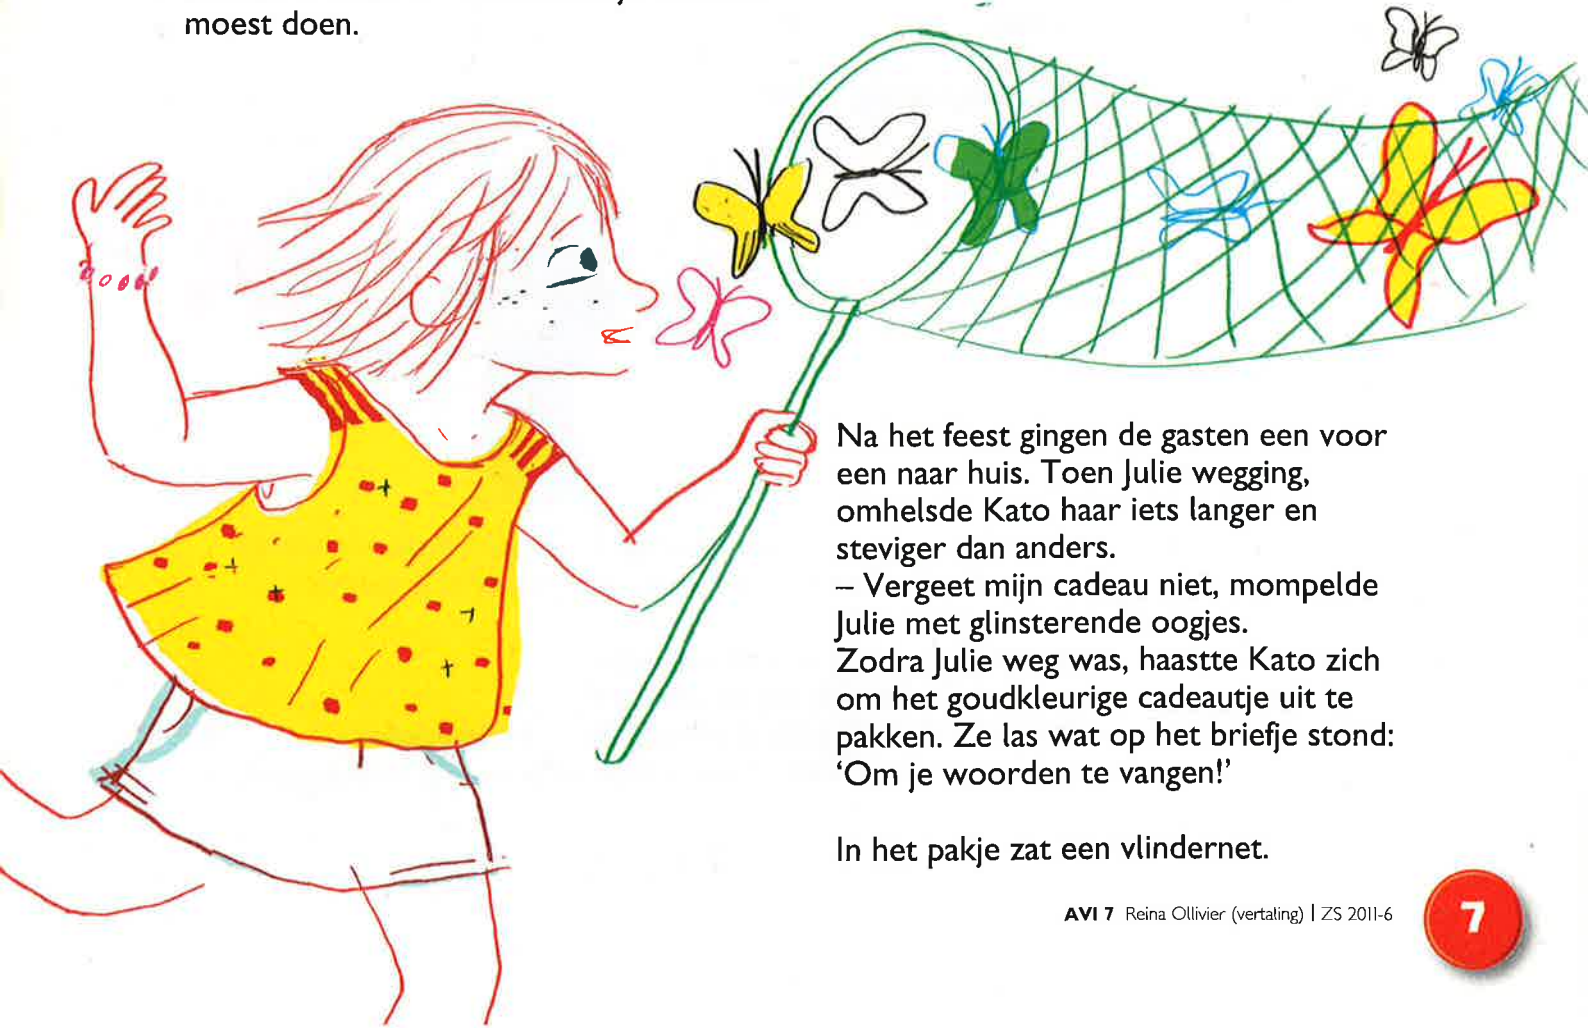 moest doen.
Na het feest gingen de gasten een voor
een naar huis. Toen Julie wegging,
omhelsde Kato haar iets langer en
steviger dan anders.
– Vergeet mijn cadeau niet, mompelde
Julie met glinsterende oogjes.
Zodra Julie weg was, haastte Kato zich
om het goudkleurige cadeautje uit te
pakken. Ze las wat op het briefje stond:
‘Om je woorden te vangen!’
In het pakje zat een vlindernet.
AVI 7 Reina Ollivier (vertaling) | ZS 2011-6
7